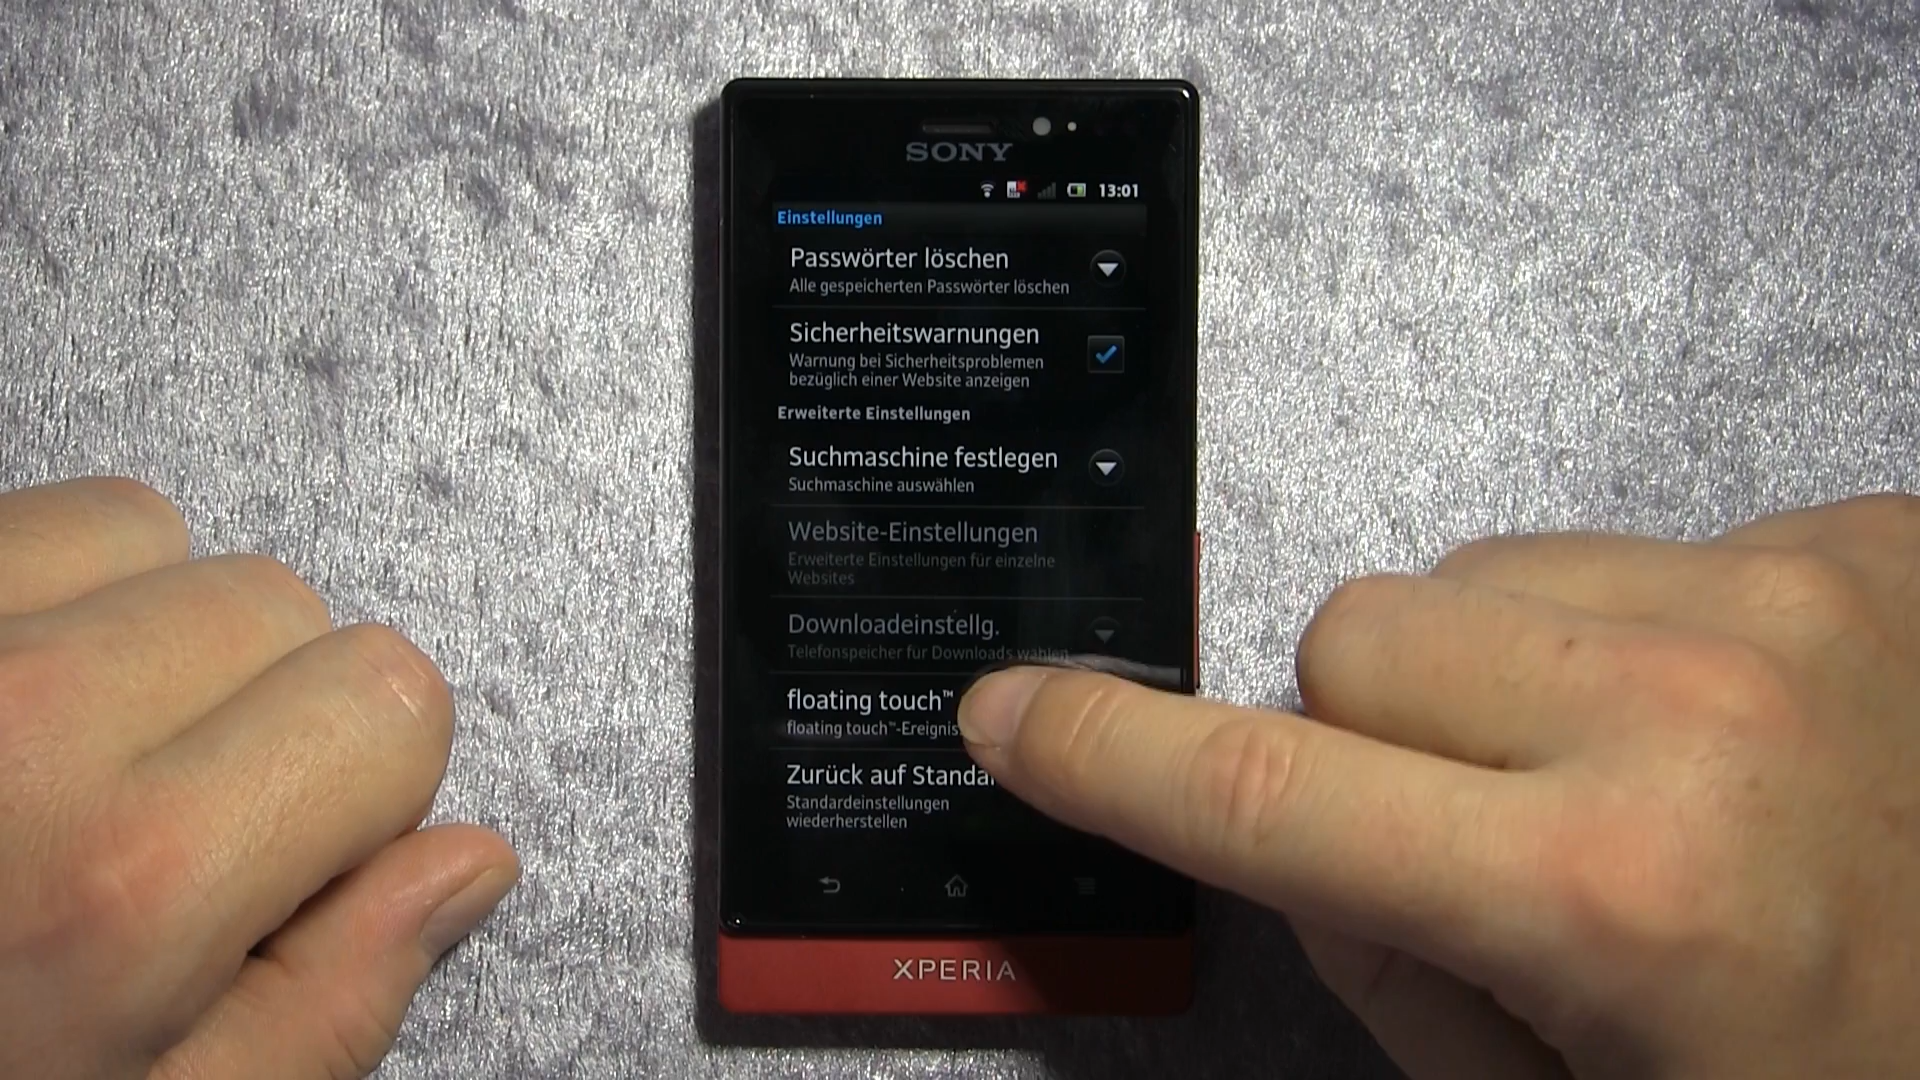 SONY
13:01
Einstellungen
Passwörter löschen
Alle gespeicherten Passwörter löschen
Sicherheitswarnungen
Warnung bei Sicherheitsproblemen
bezüglich einer Website anzeigen
Erweiterte Einstellungen
Suchmaschine festlegen
Suchmaschine auswählen
Website-Einstellungen
Erweiterte Einstellungen für einzelne
Websites
Downloadeinstellg.
Telefonspeicher für Downloads wählen
floating touch™
floating touch™-Ereignis
Zurück auf Standa
Standardeinstellungen
wiederherstellen
XPERIA